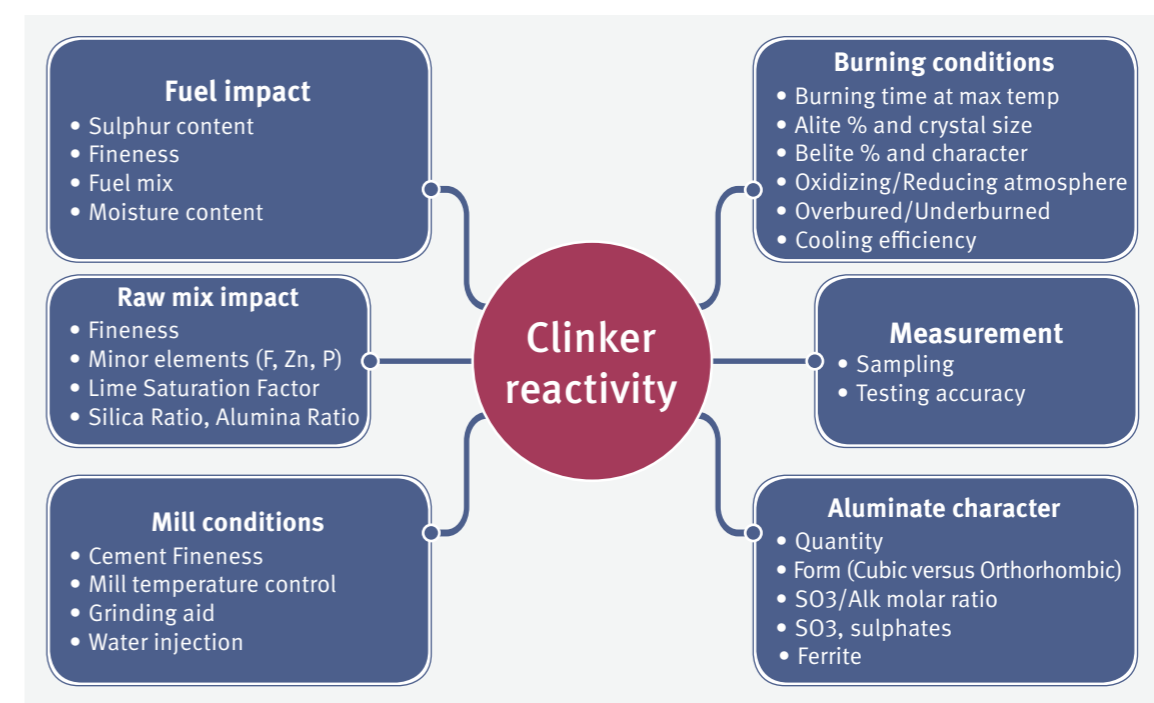 Fuel impact
• Sulphur content
• Fineness
• Fuel mix
• Moisture content
Raw mix impact
• Fineness
• Minor elements (F, Zn, P)
• Lime Saturation Factor
• Silica Ratio, Alumina Ratio
Mill conditions
• Cement Fineness
• Mill temperature control
• Grinding aid
• Water injection
Clinker
reactivity
Burning conditions
• Burning time at max temp
• Alite % and crystal size
• Belite % and character
• Oxidizing/Reducing atmosphere
• Overbured/Underburned
• Cooling efficiency
Measurement
• Sampling
• Testing accuracy
Aluminate character
• Quantity
• Form (Cubic versus Orthorhombic)
• SO3/Alk molar ratio
• SO3, sulphates
• Ferrite